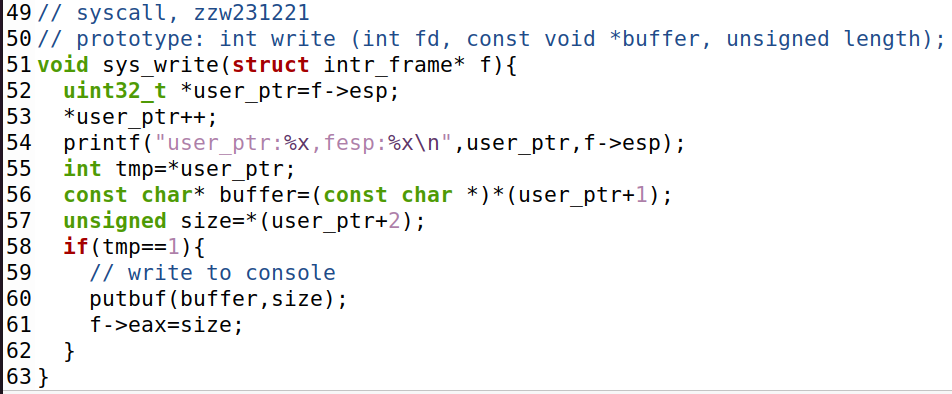 49 // syscall, zzw231221
50 // prototype: int write (int fd, const void *buffer, unsigned length);
51 void sys_write(struct intr_frame* f){
52   uint32_t *user_ptr=f->esp;
53   *user_ptr++;
54   printf("user_ptr:%x,fesp:%x\n",user_ptr,f->esp);
55   int tmp=*user_ptr;
56   const char* buffer=(const char *)*(user_ptr+1);
57   unsigned size=*(user_ptr+2);
58   if(tmp==1){
59     // write to console
60     putbuf(buffer,size);
61     f->eax=size;
62   }
63 }